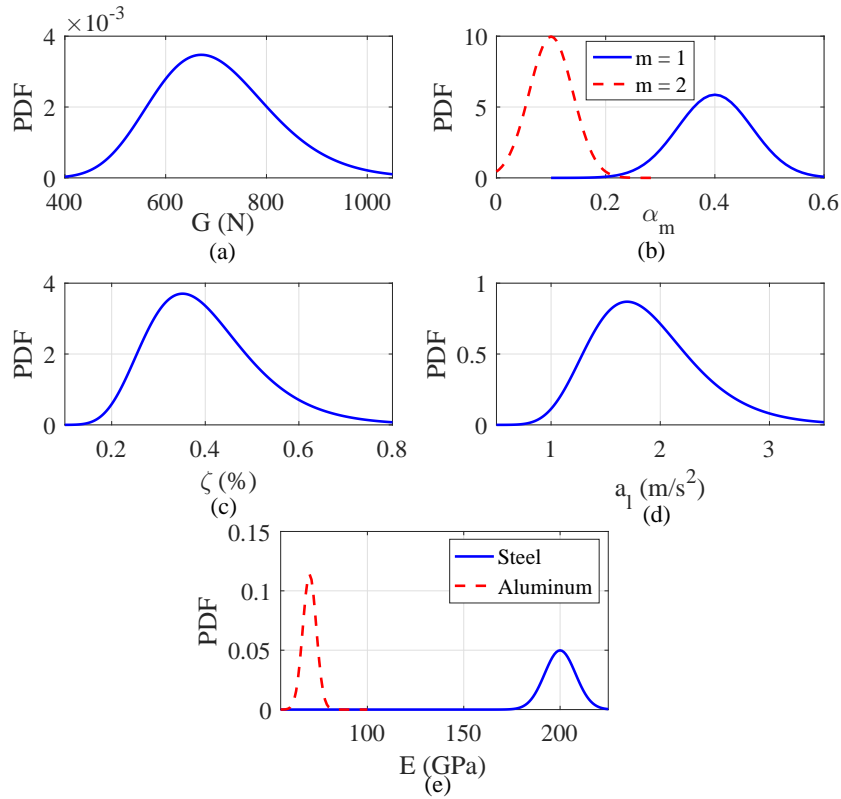 ×10⁻³
4
2
0
PDF
400 600 800 1000
G (N)
(a)
10
5
0
PDF
m = 1
m = 2
0 0.2 0.4 0.6
α_m
(b)
4
2
0
PDF
0.2 0.4 0.6 0.8
ζ (%)
(c)
1
0.5
0
PDF
1 2 3
a_l (m/s²)
(d)
0.15
0.1
0.05
0
PDF
Steel
Aluminum
100 150 200
E (GPa)
(e)